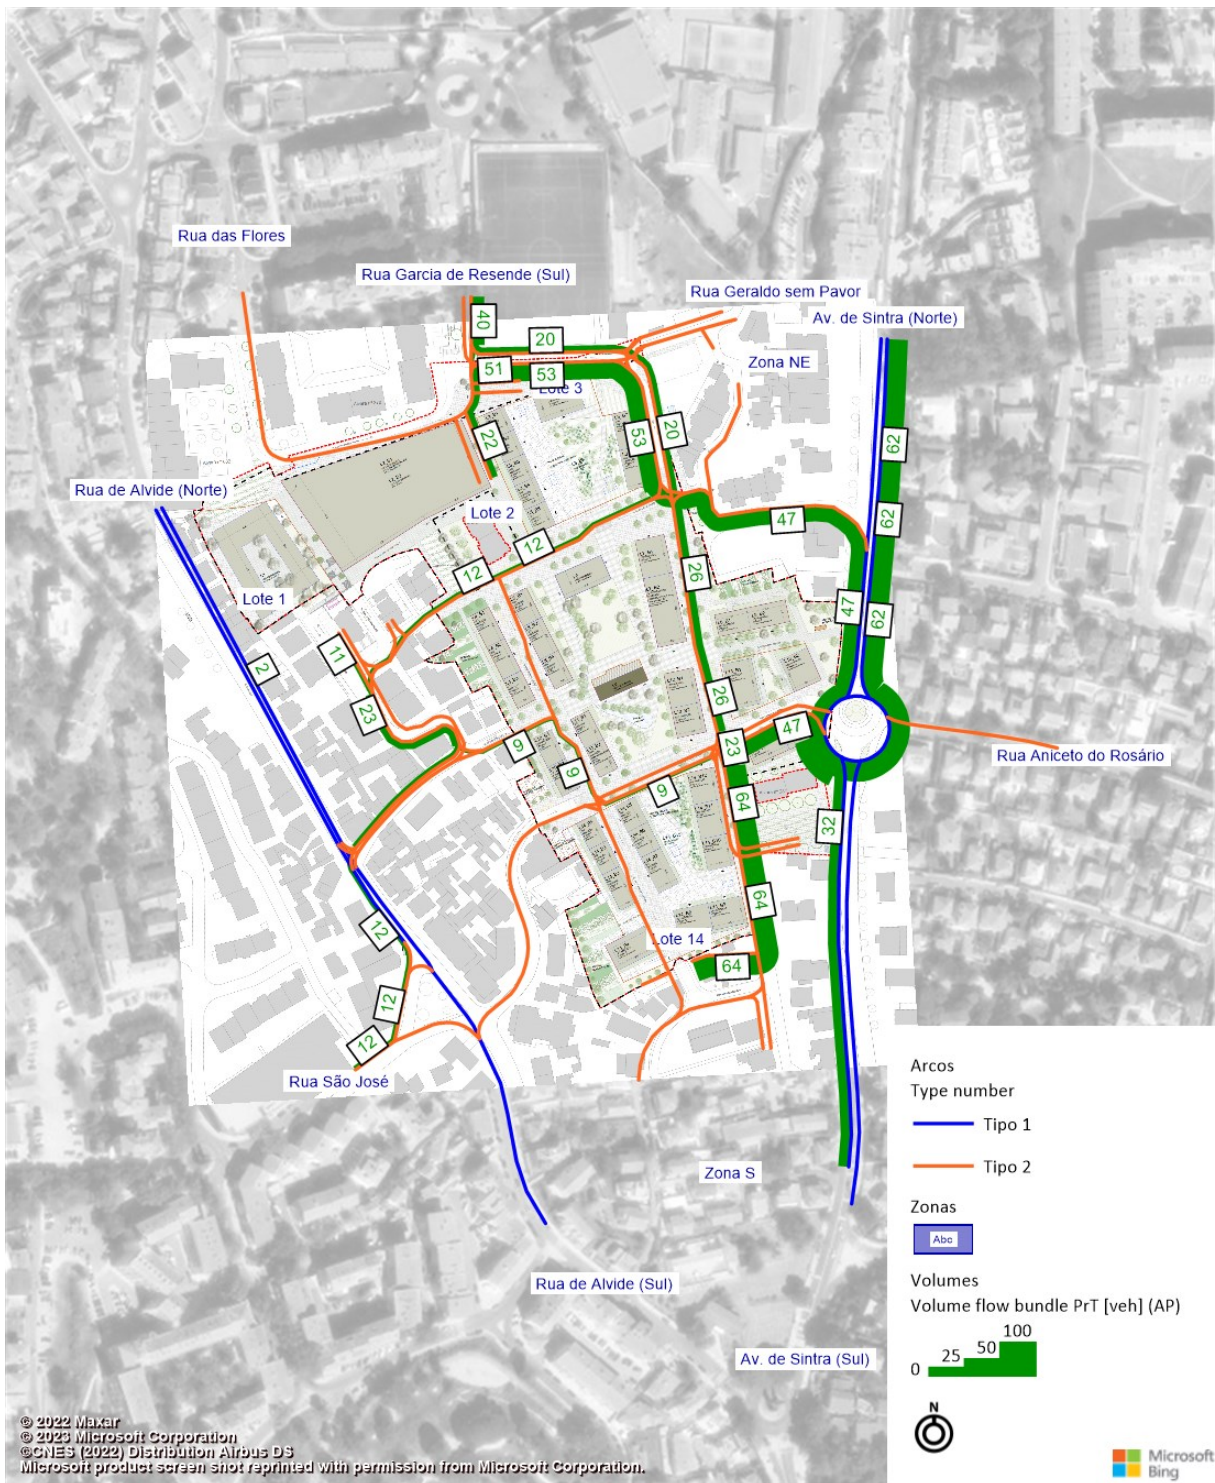 Rua das Flores
Rua Garcia de Resende (Sul)
Rua Geraldo sem Pavor
Av. de Sintra (Norte)
40
20
Zona NE
51
53
Lote 3
62
53
20
22
Rua de Alvide (Norte)
Lote 2
47
62
12
12
26
Lote 1
47
62
11
2
23
26
47
23
9
9
9
Rua Aniceto do Rosário
64
32
64
12
Lote 14
64
12
12
Rua São José
Zona S
Rua de Alvide (Sul)
Av. de Sintra (Sul)
Arcos
Type number
Tipo 1
Tipo 2
Zonas
Abc
Volumes
Volume flow bundle PrT [veh] (AP)
0 25 50 100
N
© 2022 Maxar
© 2023 Microsoft Corporation
©CNES (2022) Distribution Airbus DS
Microsoft product screen shot reprinted with permission from Microsoft Corporation.
Microsoft
Bing